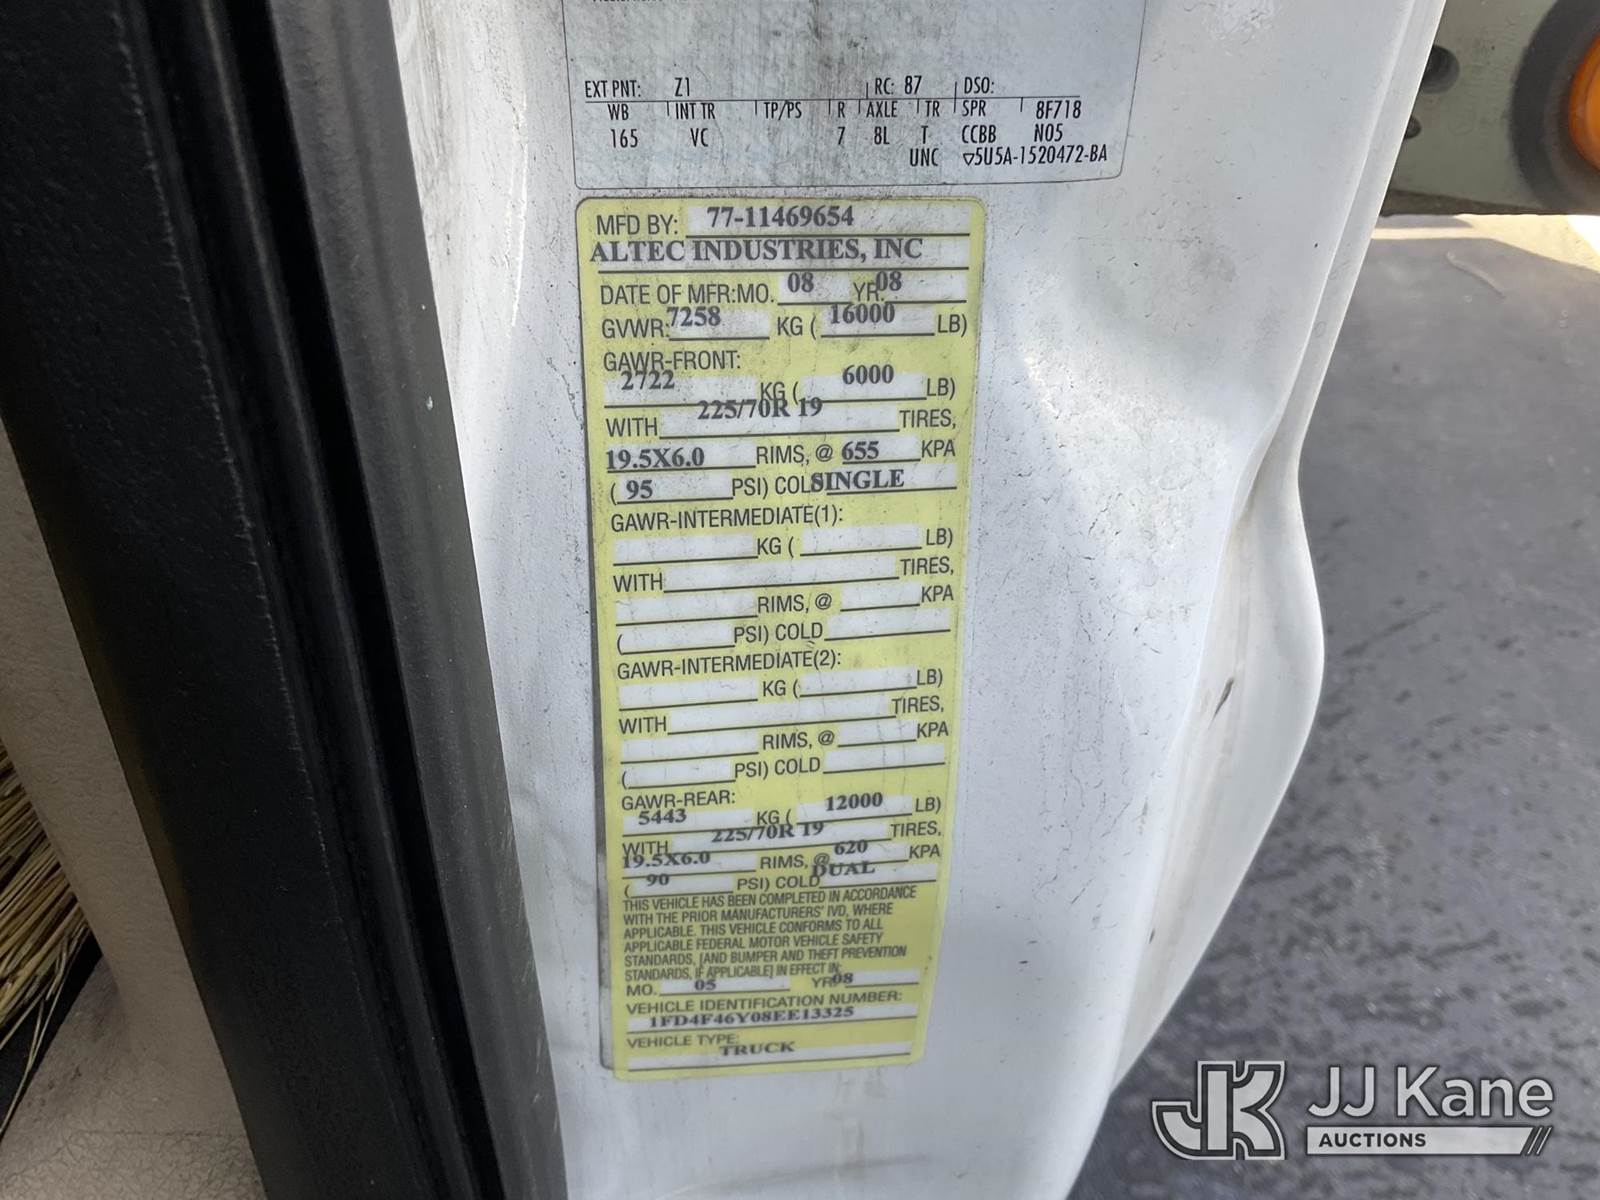 EXT PNT: Z1 RC: 87 DSO:
WB INT TR TP/PS R AXLE TR SPR 8F718
165 VC 7 8L T CCBB N05
UNC ▽5U5A-1520472-BA
MFD BY: 77-11469654
ALTEC INDUSTRIES, INC
DATE OF MFR:MO. 08 YR. 08
GVWR: 7258 KG ( 16000 LB)
GAWR-FRONT:
2722 KG ( 6000 LB)
WITH 225/70R 19 TIRES,
19.5X6.0 RIMS, @ 655 KPA
( 95 PSI) COLD SINGLE
GAWR-INTERMEDIATE(1):
KG ( LB)
WITH TIRES,
RIMS, @ KPA
( PSI) COLD
GAWR-INTERMEDIATE(2):
KG ( LB)
WITH TIRES,
RIMS, @ KPA
( PSI) COLD
GAWR-REAR:
5443 KG ( 12000 LB)
WITH 225/70R 19 TIRES,
19.5X6.0 RIMS, @ 620 KPA
( 90 PSI) COLD DUAL
THIS VEHICLE HAS BEEN COMPLETED IN ACCORDANCE
WITH THE PRIOR MANUFACTURERS' IVD, WHERE
APPLICABLE. THIS VEHICLE CONFORMS TO ALL
APPLICABLE FEDERAL MOTOR VEHICLE SAFETY
STANDARDS, [AND BUMPER AND THEFT PREVENTION
STANDARDS, IF APPLICABLE] IN EFFECT IN:
MO. 05 YR. 08
VEHICLE IDENTIFICATION NUMBER:
1FD4F46Y08EE13325
VEHICLE TYPE:
TRUCK
JK JJ Kane
AUCTIONS